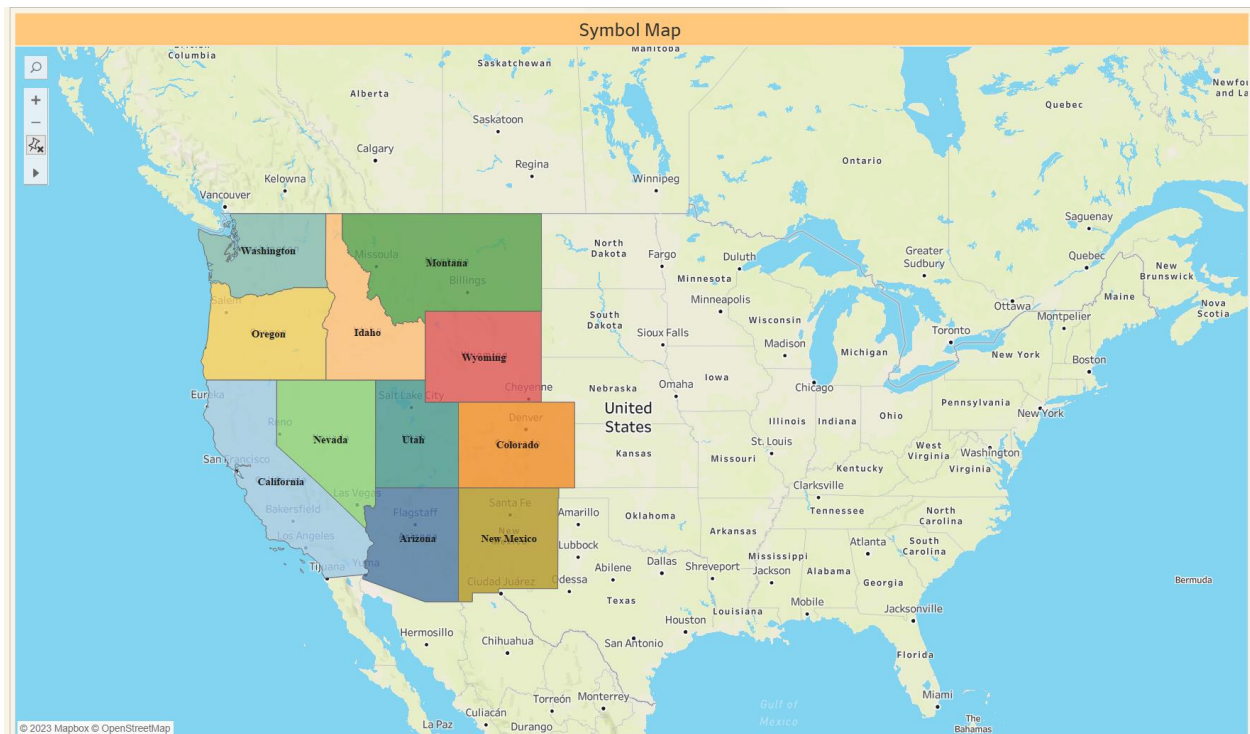 Symbol Map
Columbia
Manitoba
Saskatchewan
Alberta
Quebec
Saskatoon
Calgary
Ontario
Regina
Kelowna
Winnipeg
Vancouver
Saguenay
Washington
North
Dakota
Fargo
Duluth
Greater
Sudbury
Quebec
Missoula
Montana
New
Brunswick
Minnesota
Billings
Maine
Salem
Minneapolis
Ottawa
Nova
Scotia
South
Dakota
Montpelier
Oregon
Idaho
Sioux Falls
Wisconsin
Toronto
Madison
Michigan
New York
Wyoming
Boston
Iowa
Chicago
Eureka
Salt Lake City
Cheyenne
Nebraska
Omaha
Pennsylvania
United
States
New York
Reno
Denver
Illinois
Indiana
Ohio
Nevada
Utah
Colorado
St. Louis
West
Virginia
Washington
Kansas
Missouri
San Francisco
Kentucky
Virginia
California
Clarksville
Las Vegas
Santa Fe
Bakersfield
Flagstaff
Amarillo
Oklahoma
Tennessee
North
Carolina
Los Angeles
Arizona
New
New Mexico
Arkansas
Atlanta
South
Carolina
Lubbock
Mississippi
Tijuana
Yuma
Abilene
Dallas
Shreveport
Jackson
Alabama
Georgia
Ciudad Juárez
Odessa
Bermuda
Texas
Louisiana
Mobile
Jacksonville
Houston
Hermosillo
Chihuahua
San Antonio
Florida
Miami
Torreón
Monterrey
Gulf of
Mexico
Culiacán
La Paz
Durango
The
Bahamas
© 2023 Mapbox © OpenStreetMap